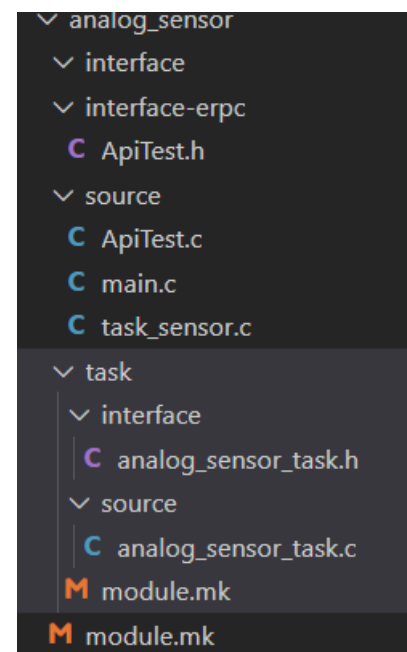 analog_sensor
interface
interface-erpc
C ApiTest.h
source
C ApiTest.c
C main.c
C task_sensor.c
task
interface
C analog_sensor_task.h
source
C analog_sensor_task.c
M module.mk
M module.mk